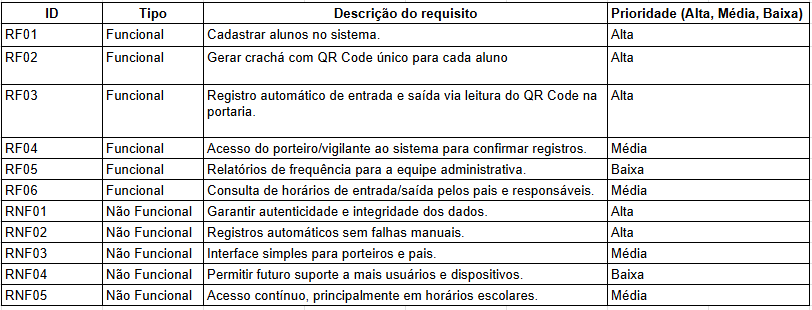 ID Tipo Descrição do requisito Prioridade (Alta, Média, Baixa)
RF01 Funcional Cadastrar alunos no sistema. Alta
RF02 Funcional Gerar crachá com QR Code único para cada aluno Alta
RF03 Funcional Registro automático de entrada e saída via leitura do QR Code na Alta
portaria.
RF04 Funcional Acesso do porteiro/vigilante ao sistema para confirmar registros. Média
RF05 Funcional Relatórios de frequência para a equipe administrativa. Baixa
RF06 Funcional Consulta de horários de entrada/saída pelos pais e responsáveis. Média
RNF01 Não Funcional Garantir autenticidade e integridade dos dados. Alta
RNF02 Não Funcional Registros automáticos sem falhas manuais. Alta
RNF03 Não Funcional Interface simples para porteiros e pais. Média
RNF04 Não Funcional Permitir futuro suporte a mais usuários e dispositivos. Baixa
RNF05 Não Funcional Acesso contínuo, principalmente em horários escolares. Média